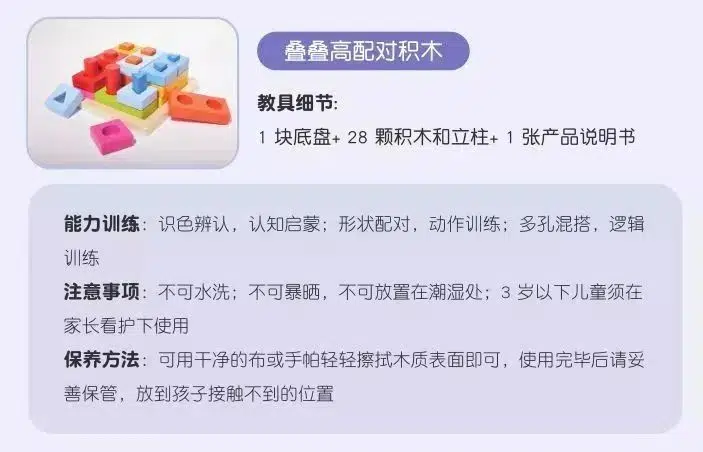 叠叠高配对积木
教具细节:
1 块底盘+ 28 颗积木和立柱+ 1 张产品说明书
能力训练：识色辨认，认知启蒙；形状配对，动作训练；多孔混搭，逻辑
训练
注意事项：不可水洗；不可暴晒，不可放置在潮湿处；3 岁以下儿童须在
家长看护下使用
保养方法：可用干净的布或手帕轻轻擦拭木质表面即可，使用完毕后请妥
善保管，放到孩子接触不到的位置